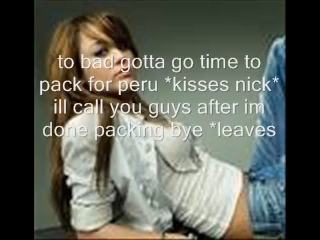 to bad gotta go time to
pack for peru *kisses nick*
ill call you guys after im
done packing bye *leaves